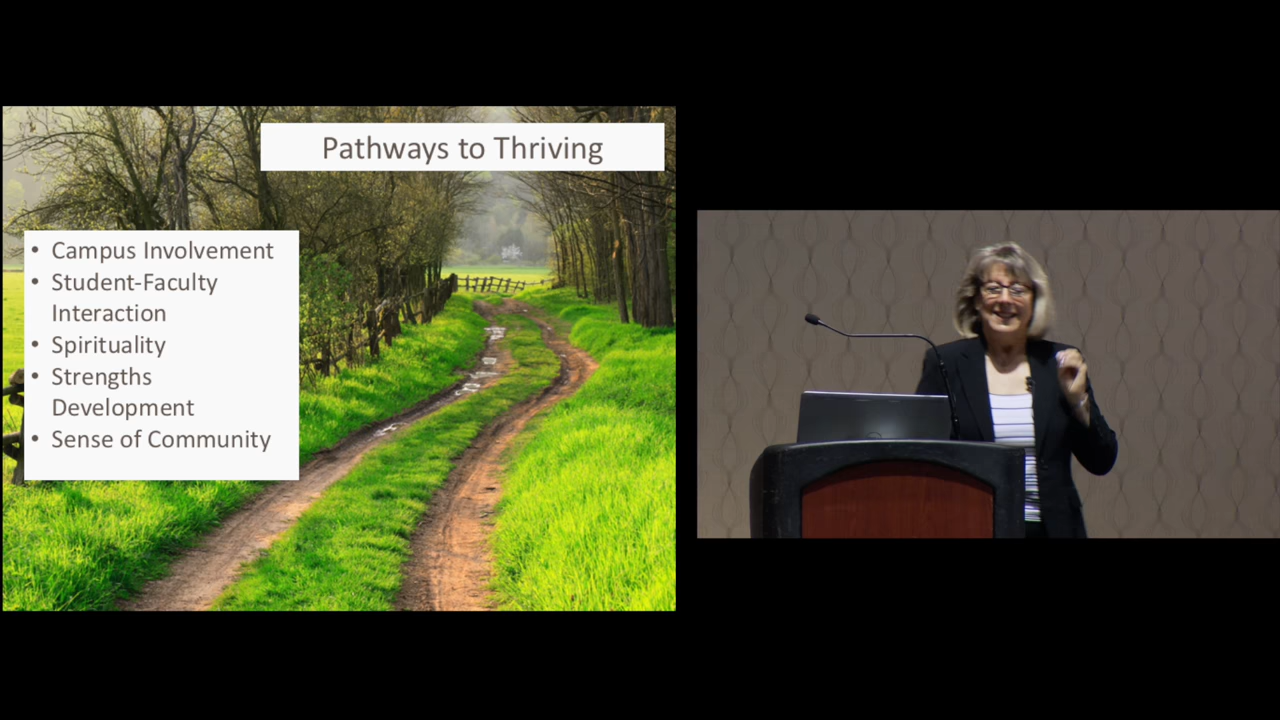 Pathways to Thriving
• Campus Involvement
• Student-Faculty
Interaction
• Spirituality
• Strengths
Development
• Sense of Community